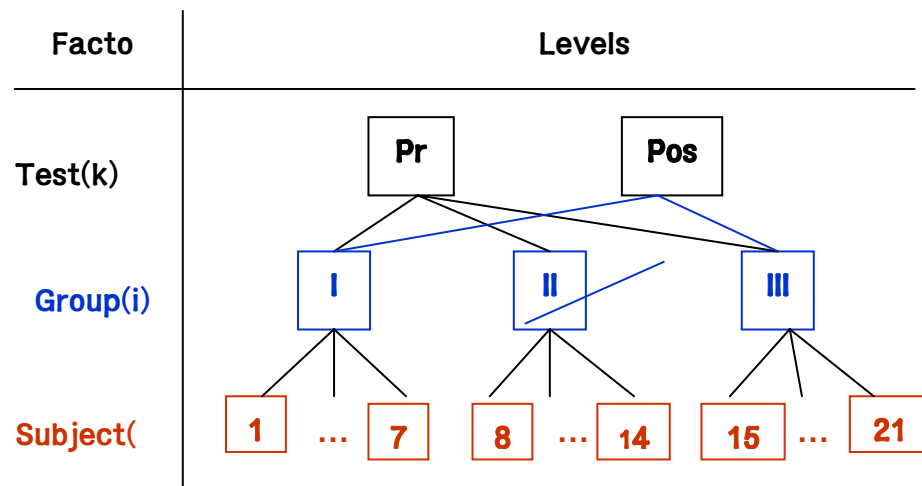 Facto Levels
Test(k) Pr Pos
Group(i) I II III
Subject( 1 ... 7 8 ... 14 15 ... 21